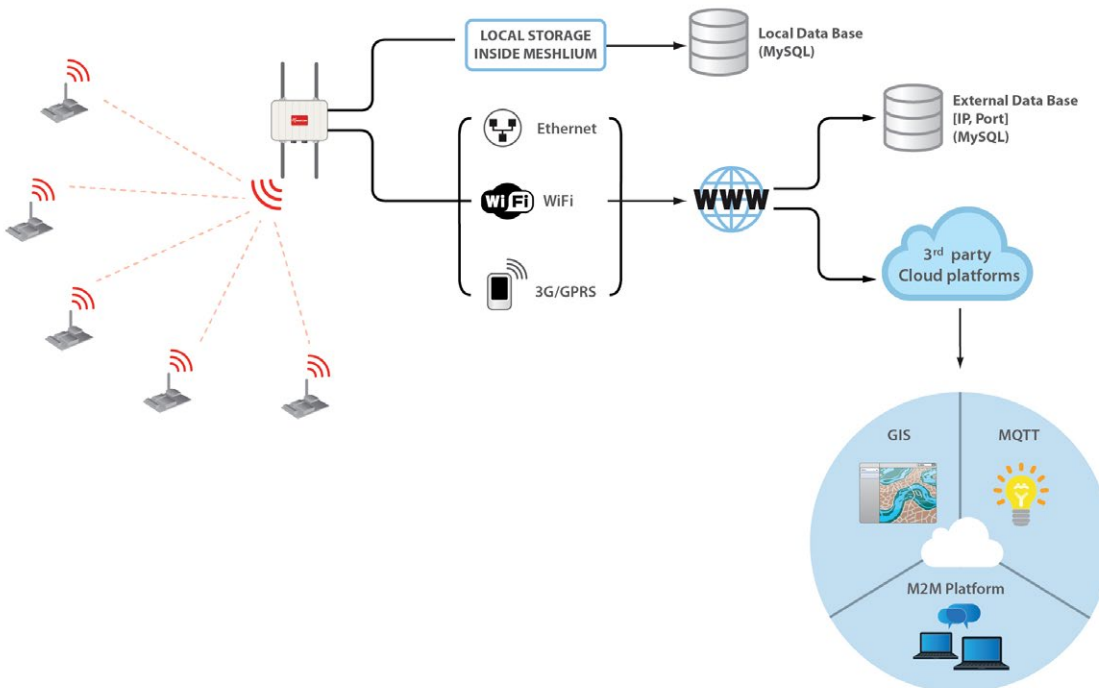 LOCAL STORAGE
INSIDE MESHLIUM
Local Data Base
(MySQL)
Ethernet
WiFi
WiFi
3G/GPRS
WWW
External Data Base
[IP, Port]
(MySQL)
3rd party
Cloud platforms
GIS
MQTT
M2M Platform